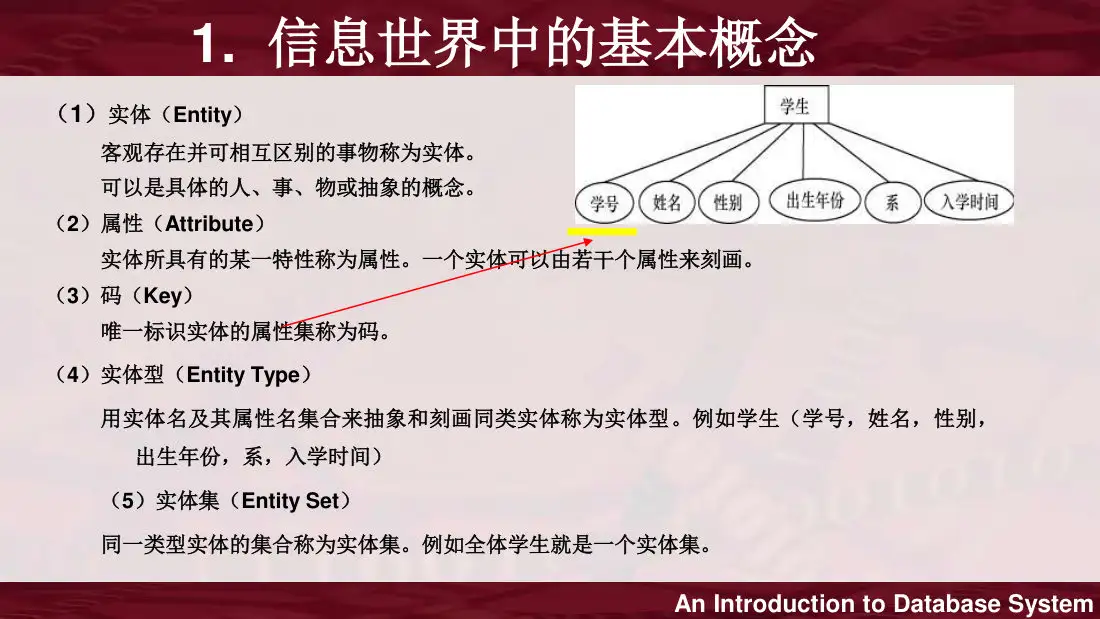 1. 信息世界中的基本概念
（1）实体（Entity）
客观存在并可相互区别的事物称为实体。
可以是具体的人、事、物或抽象的概念。
学生
学号 姓名 性别 出生年份 系 入学时间
（2）属性（Attribute）
实体所具有的某一特性称为属性。一个实体可以由若干个属性来刻画。
（3）码（Key）
唯一标识实体的属性集称为码。
（4）实体型（Entity Type）
用实体名及其属性名集合来抽象和刻画同类实体称为实体型。例如学生（学号，姓名，性别，
出生年份，系，入学时间）
（5）实体集（Entity Set）
同一类型实体的集合称为实体集。例如全体学生就是一个实体集。
An Introduction to Database System